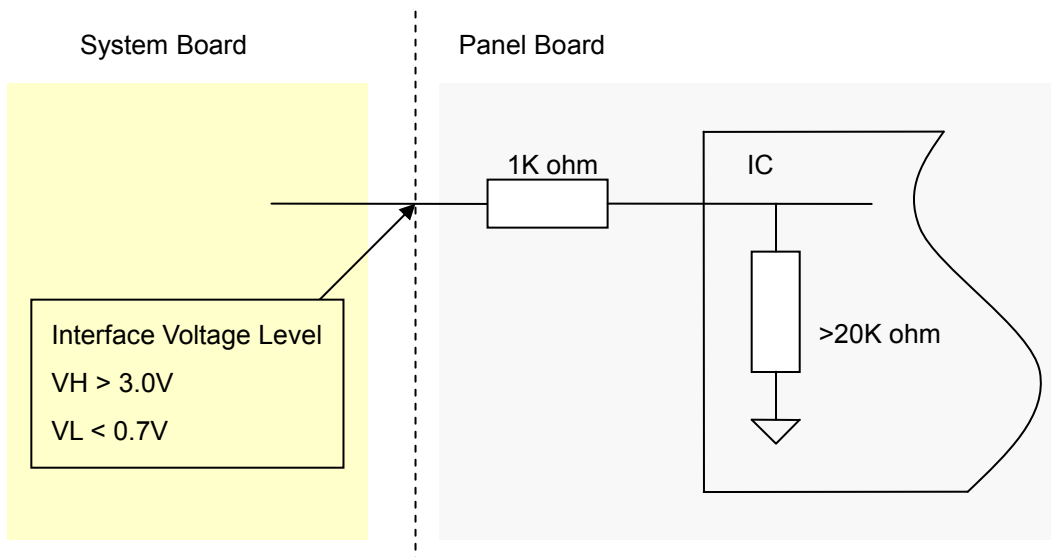 System Board
Panel Board
1K ohm
IC
>20K ohm
Interface Voltage Level
VH > 3.0V
VL < 0.7V